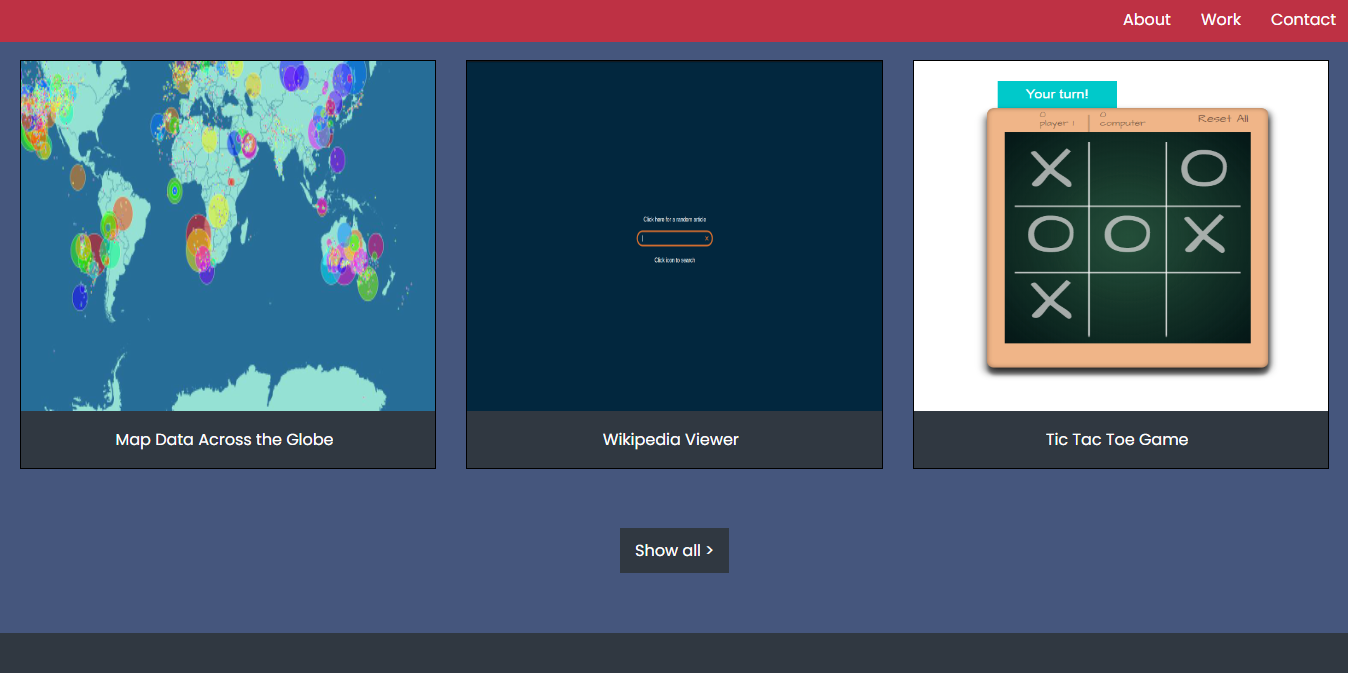 About Work Contact
Your turn!
0 0
player 1 computer Reset All
X O
O O X
X
Click here for a random article
x
Click icon to search
Map Data Across the Globe
Wikipedia Viewer
Tic Tac Toe Game
Show all >